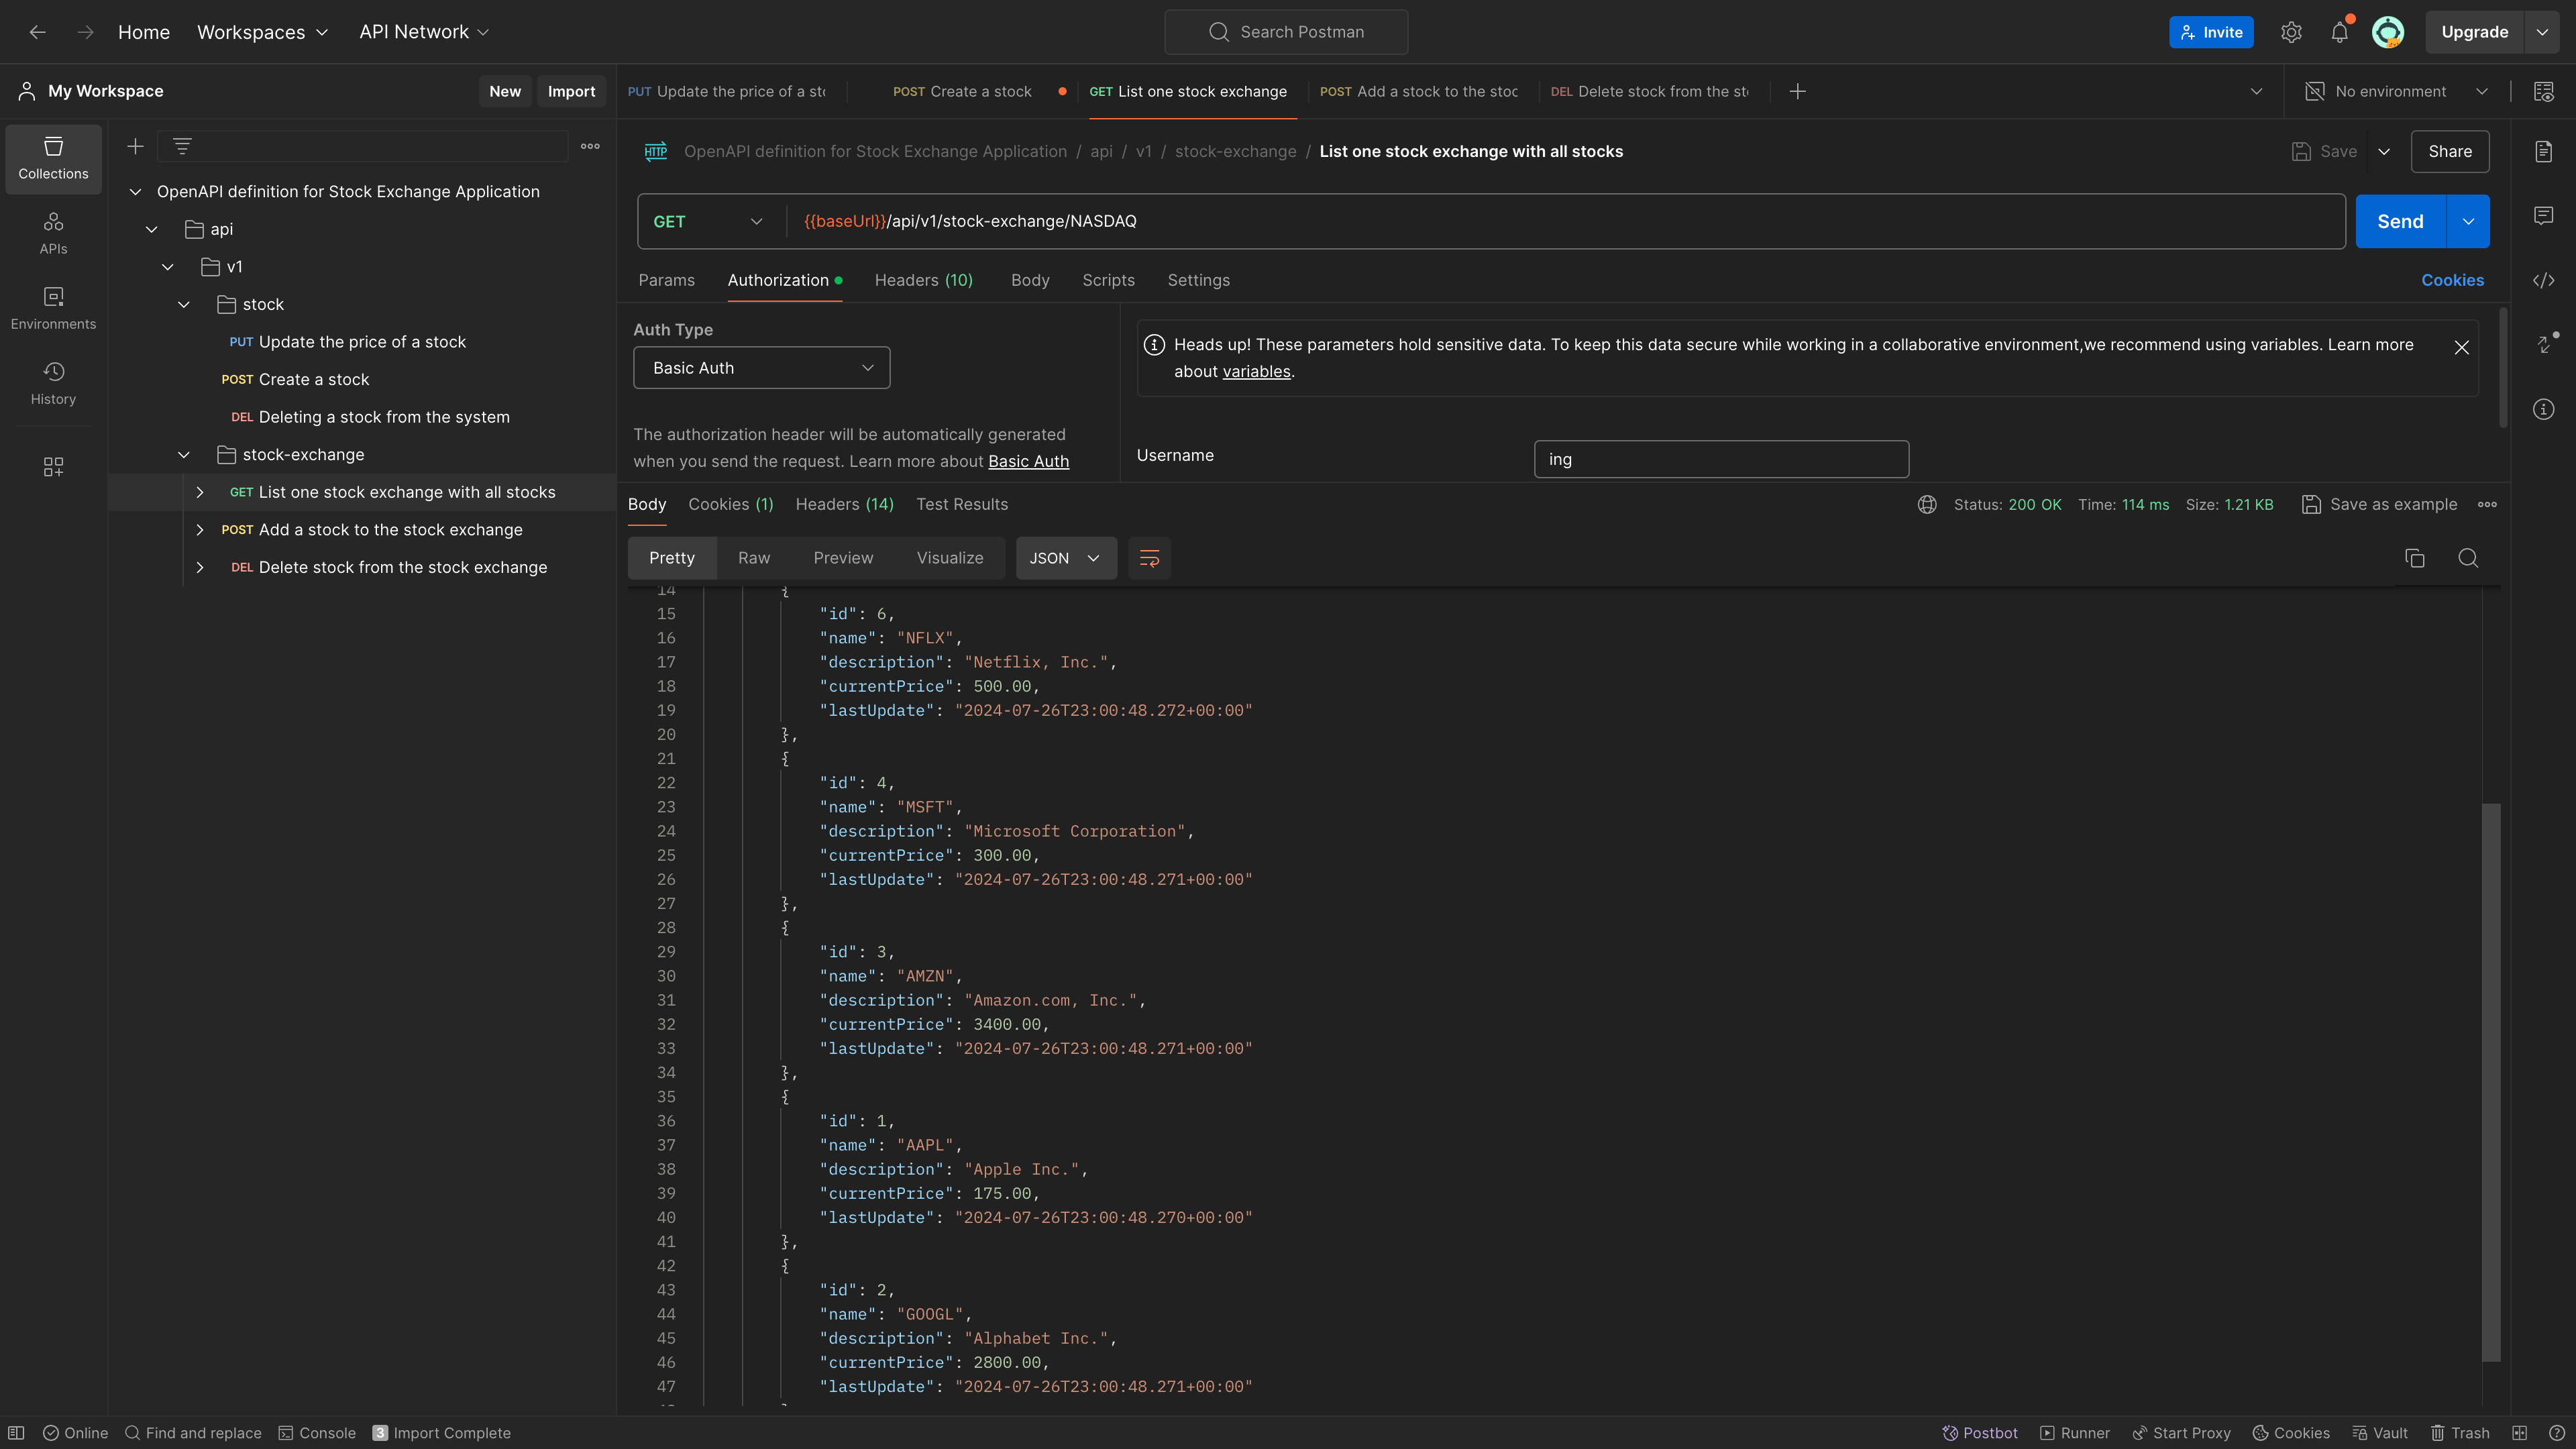 Home Workspaces API Network Search Postman Invite Upgrade
My Workspace New Import
PUT Update the price of a sto POST Create a stock GET List one stock exchange POST Add a stock to the stoc DEL Delete stock from the st No environment
Collections
APIs
Environments
History
OpenAPI definition for Stock Exchange Application
api
v1
stock
PUT Update the price of a stock
POST Create a stock
DEL Deleting a stock from the system
stock-exchange
GET List one stock exchange with all stocks
POST Add a stock to the stock exchange
DEL Delete stock from the stock exchange
HTTP OpenAPI definition for Stock Exchange Application / api / v1 / stock-exchange / List one stock exchange with all stocks Save Share
GET {{baseUrl}}/api/v1/stock-exchange/NASDAQ Send
Params Authorization Headers (10) Body Scripts Settings Cookies
Auth Type
Basic Auth
The authorization header will be automatically generated
when you send the request. Learn more about Basic Auth
Heads up! These parameters hold sensitive data. To keep this data secure while working in a collaborative environment,we recommend using variables. Learn more
about variables.
Username ing
Body Cookies (1) Headers (14) Test Results Status: 200 OK Time: 114 ms Size: 1.21 KB Save as example
Pretty Raw Preview Visualize JSON
14 {
15 "id": 6,
16 "name": "NFLX",
17 "description": "Netflix, Inc.",
18 "currentPrice": 500.00,
19 "lastUpdate": "2024-07-26T23:00:48.272+00:00"
20 },
21 {
22 "id": 4,
23 "name": "MSFT",
24 "description": "Microsoft Corporation",
25 "currentPrice": 300.00,
26 "lastUpdate": "2024-07-26T23:00:48.271+00:00"
27 },
28 {
29 "id": 3,
30 "name": "AMZN",
31 "description": "Amazon.com, Inc.",
32 "currentPrice": 3400.00,
33 "lastUpdate": "2024-07-26T23:00:48.271+00:00"
34 },
35 {
36 "id": 1,
37 "name": "AAPL",
38 "description": "Apple Inc.",
39 "currentPrice": 175.00,
40 "lastUpdate": "2024-07-26T23:00:48.270+00:00"
41 },
42 {
43 "id": 2,
44 "name": "GOOGL",
45 "description": "Alphabet Inc.",
46 "currentPrice": 2800.00,
47 "lastUpdate": "2024-07-26T23:00:48.271+00:00"
Online Find and replace Console 3 Import Complete Postbot Runner Start Proxy Cookies Vault Trash